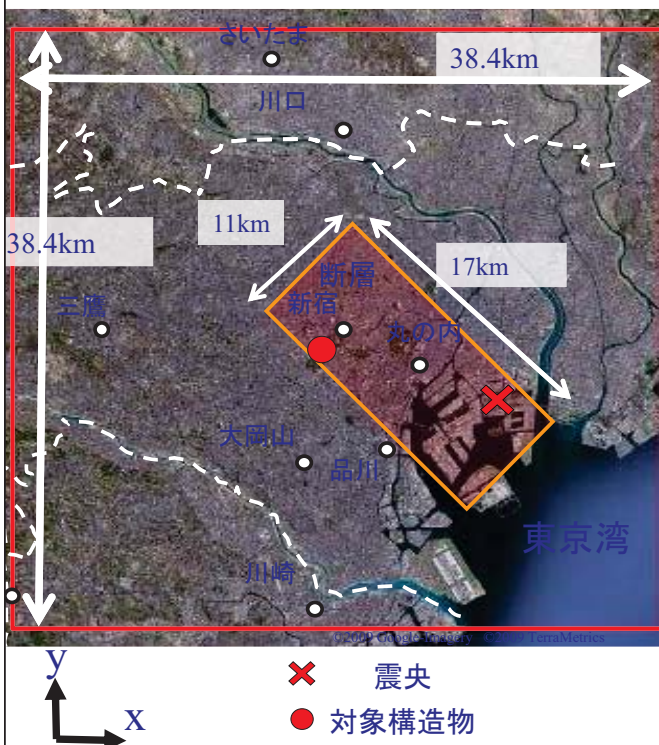 さいたま
38.4km
川口
11km
38.4km
17km
断層
新宿
三鷹
丸の内
大岡山
品川
東京湾
川崎
y
x
震央
対象構造物